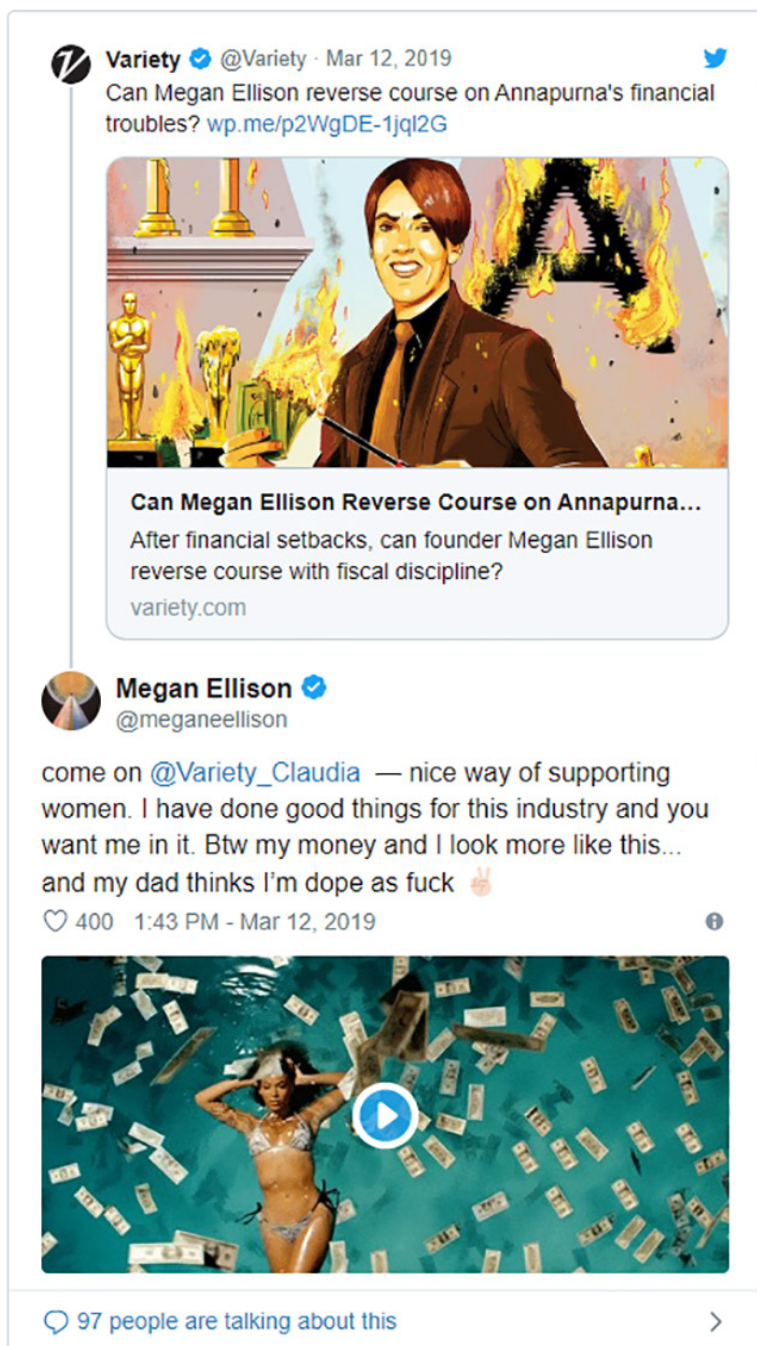 Variety @Variety · Mar 12, 2019
Can Megan Ellison reverse course on Annapurna's financial
troubles? wp.me/p2WgDE-1jql2G
A
Can Megan Ellison Reverse Course on Annapurna...
After financial setbacks, can founder Megan Ellison
reverse course with fiscal discipline?
variety.com
Megan Ellison
@meganeellison
come on @Variety_Claudia — nice way of supporting
women. I have done good things for this industry and you
want me in it. Btw my money and I look more like this...
and my dad thinks I’m dope as fuck ✌🏻
400 1:43 PM - Mar 12, 2019
97 people are talking about this